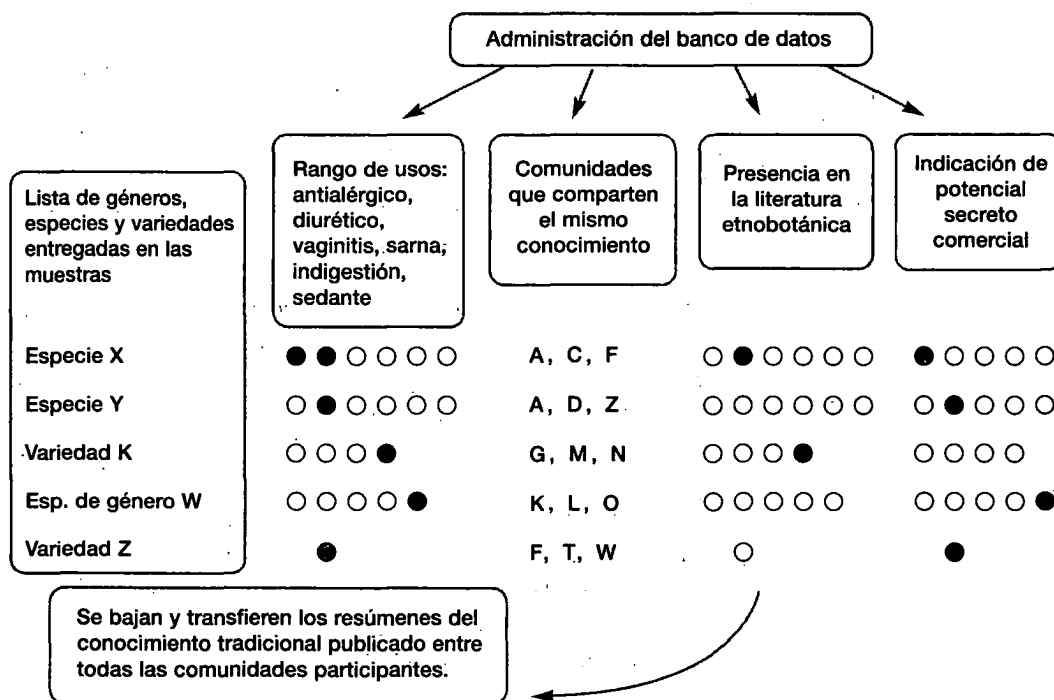 Administración del banco de datos
Lista de géneros,
especies y variedades
entregadas en las
muestras
Rango de usos:
antialérgico,
diurético,
vaginitis, sarna,
indigestión,
sedante
Comunidades
que comparten
el mismo
conocimiento
Presencia en
la literatura
etnobotánica
Indicación de
potencial
secreto
comercial
Especie X A, C, F
Especie Y A, D, Z
Variedad K G, M, N
Esp. de género W K, L, O
Variedad Z F, T, W
Se bajan y transfieren los resúmenes del
conocimiento tradicional publicado entre
todas las comunidades participantes.